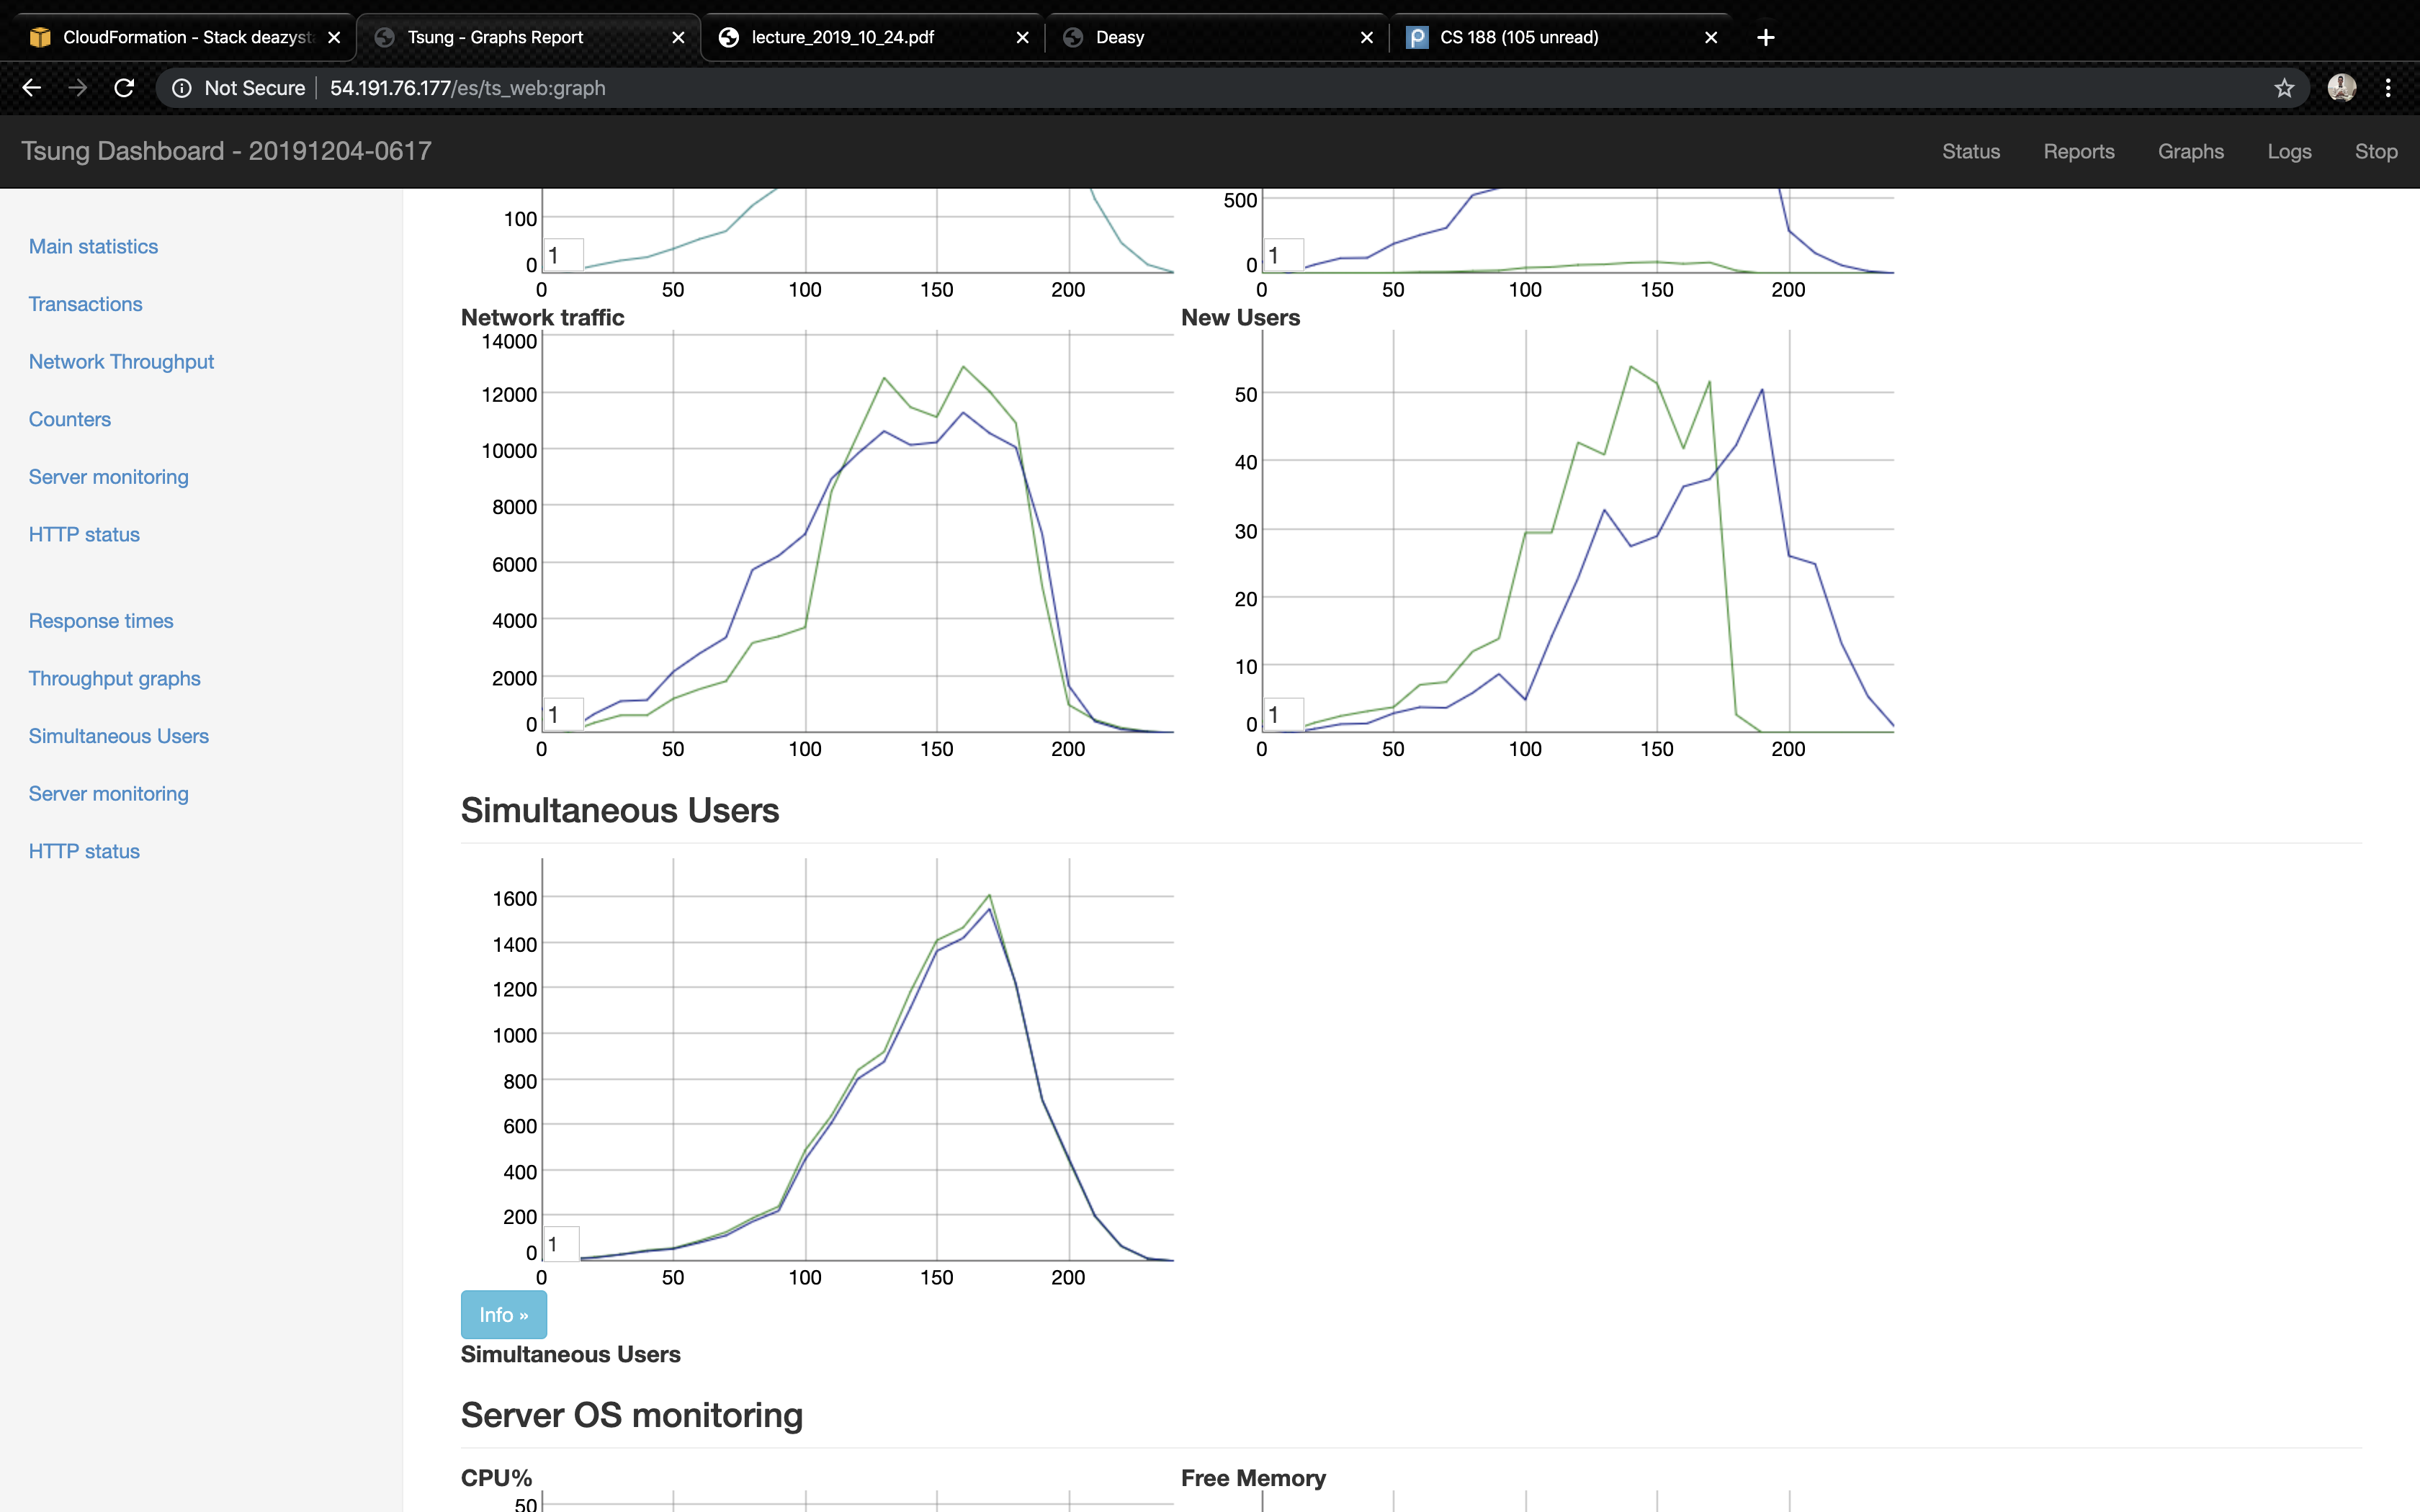 CloudFormation - Stack deazyst
Tsung - Graphs Report
lecture_2019_10_24.pdf
Deasy
CS 188 (105 unread)
Not Secure
54.191.76.177/es/ts_web:graph
Tsung Dashboard - 20191204-0617
Status
Reports
Graphs
Logs
Stop
Main statistics
Transactions
Network Throughput
Counters
Server monitoring
HTTP status
Response times
Throughput graphs
Simultaneous Users
Server monitoring
HTTP status
100
0
1
0 50 100 150 200
500
0
1
0 50 100 150 200
Network traffic
14000
12000
10000
8000
6000
4000
2000
0
1
0 50 100 150 200
New Users
50
40
30
20
10
0
1
0 50 100 150 200
Simultaneous Users
1600
1400
1200
1000
800
600
400
200
0
1
0 50 100 150 200
Info »
Simultaneous Users
Server OS monitoring
CPU%
50
Free Memory